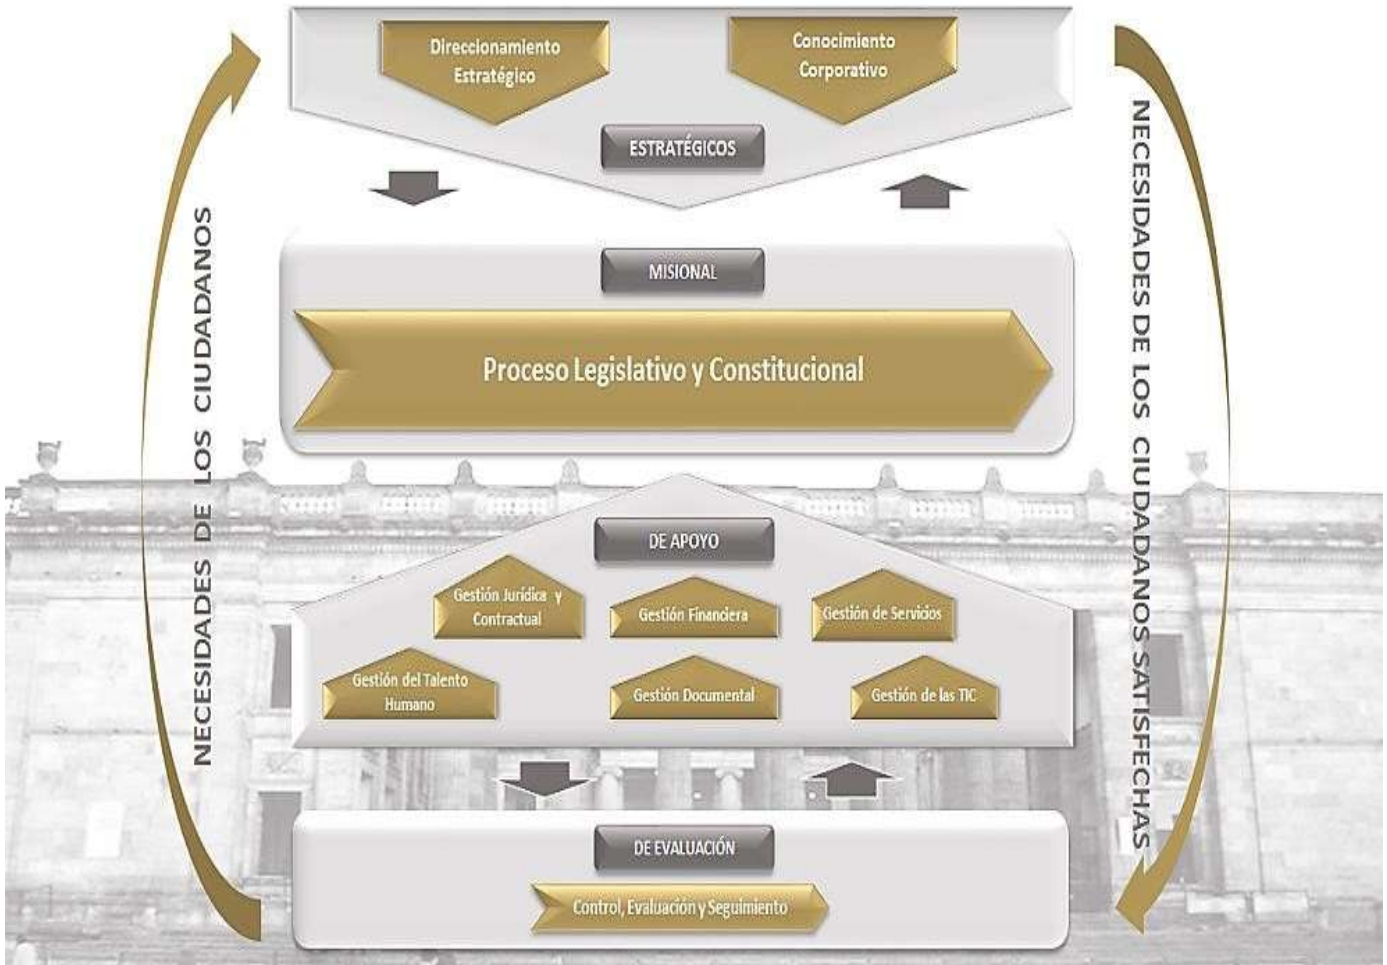 Direccionamiento
Estratégico
Conocimiento
Corporativo
ESTRATÉGICOS
MISIONAL
Proceso Legislativo y Constitucional
DE APOYO
Gestión Jurídica y
Contractual
Gestión Financiera
Gestión de Servicios
Gestión del Talento
Humano
Gestión Documental
Gestión de las TIC
DE EVALUACIÓN
Control, Evaluación y Seguimiento
NECESIDADES DE LOS CIUDADANOS
NECESIDADES DE LOS CIUDADANOS SATISFECHAS